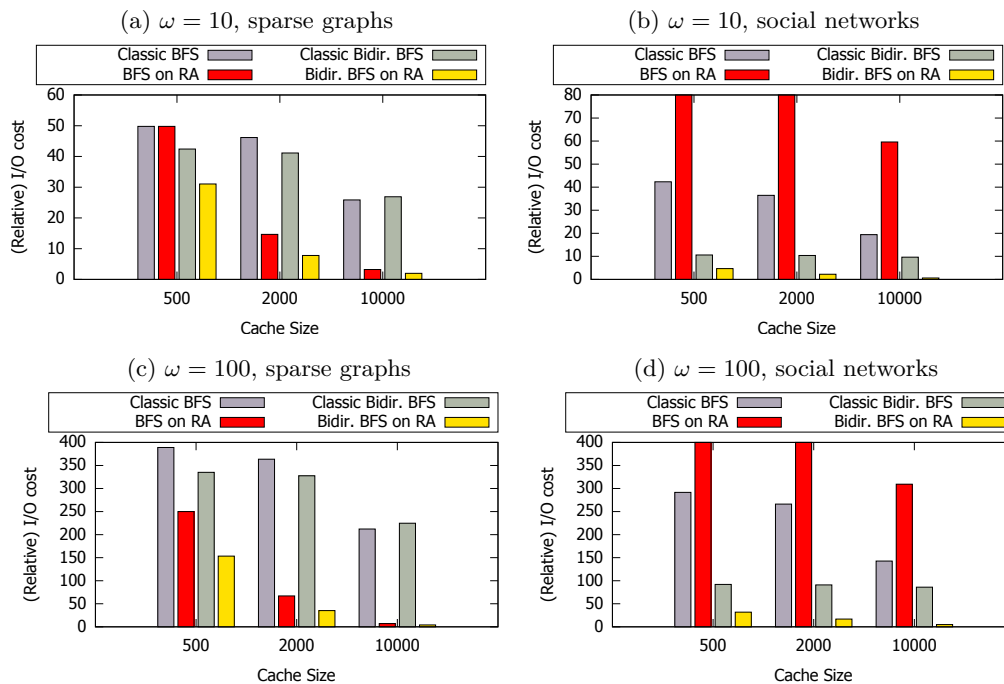 (a) ω = 10, sparse graphs
Classic BFS Classic Bidir. BFS
BFS on RA Bidir. BFS on RA
60
50
40
30
20
10
0
(Relative) I/O cost
500 2000 10000
Cache Size
(b) ω = 10, social networks
Classic BFS Classic Bidir. BFS
BFS on RA Bidir. BFS on RA
80
70
60
50
40
30
20
10
0
(Relative) I/O cost
500 2000 10000
Cache Size
(c) ω = 100, sparse graphs
Classic BFS Classic Bidir. BFS
BFS on RA Bidir. BFS on RA
400
350
300
250
200
150
100
50
0
(Relative) I/O cost
500 2000 10000
Cache Size
(d) ω = 100, social networks
Classic BFS Classic Bidir. BFS
BFS on RA Bidir. BFS on RA
400
350
300
250
200
150
100
50
0
(Relative) I/O cost
500 2000 10000
Cache Size